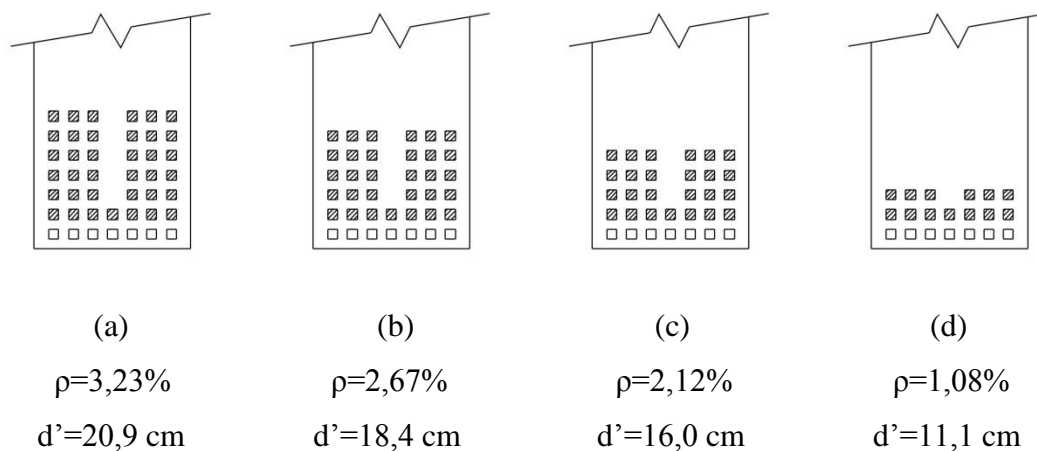 (a) (b) (c) (d)
ρ=3,23% ρ=2,67% ρ=2,12% ρ=1,08%
d’=20,9 cm d’=18,4 cm d’=16,0 cm d’=11,1 cm